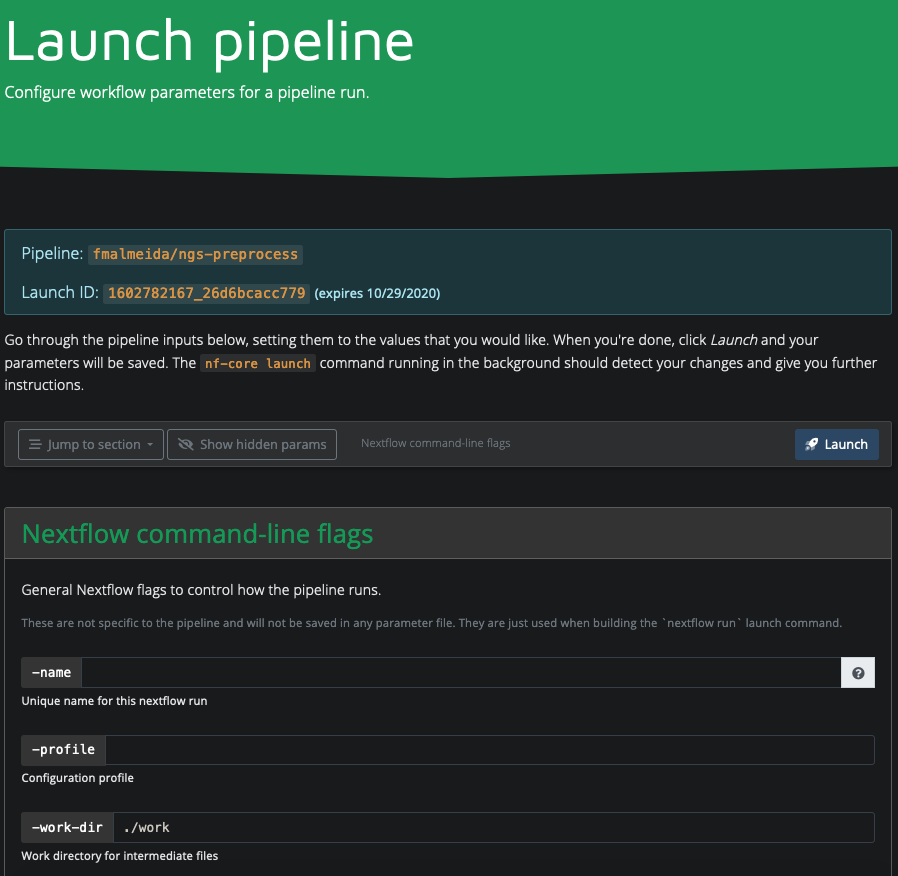 Launch pipeline
Configure workflow parameters for a pipeline run.
Pipeline: fmalmeida/ngs-preprocess
Launch ID: 1602782167_26d6bcacc779 (expires 10/29/2020)
Go through the pipeline inputs below, setting them to the values that you would like. When you're done, click Launch and your
parameters will be saved. The nf-core launch command running in the background should detect your changes and give you further
instructions.
Jump to section Show hidden params Nextflow command-line flags Launch
Nextflow command-line flags
General Nextflow flags to control how the pipeline runs.
These are not specific to the pipeline and will not be saved in any parameter file. They are just used when building the `nextflow run` launch command.
-name ?
Unique name for this nextflow run
-profile
Configuration profile
-work-dir ./work
Work directory for intermediate files